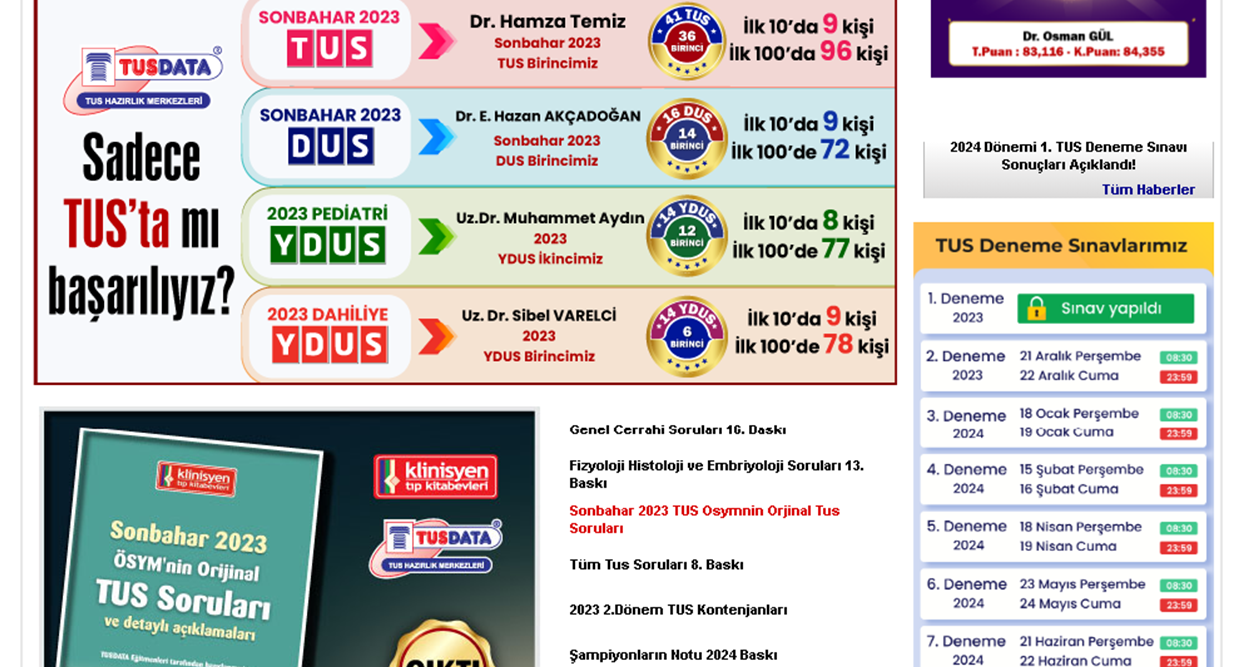 TUSDATA®
TUS HAZIRLIK MERKEZLERİ
Sadece
TUS'ta mı
başarılıyız?
SONBAHAR 2023
TUS
Dr. Hamza Temiz
Sonbahar 2023
TUS Birincimiz
41 TUS
36
BİRİNCİ
İlk 10'da 9 kişi
İlk 100'da 96 kişi
SONBAHAR 2023
DUS
Dr. E. Hazan AKÇADOĞAN
Sonbahar 2023
DUS Birincimiz
16 DUS
14
BİRİNCİ
İlk 10'da 9 kişi
İlk 100'de 72 kişi
2023 PEDİATRİ
YDUS
Uz.Dr. Muhammet Aydın
2023
YDUS İkincimiz
14 YDUS
12
BİRİNCİ
İlk 10'da 8 kişi
İlk 100'de 77 kişi
2023 DAHİLİYE
YDUS
Uz. Dr. Sibel VARELCİ
2023
YDUS Birincimiz
14 YDUS
6
BİRİNCİ
İlk 10'da 9 kişi
İlk 100'de 78 kişi
klinisyen
tıp kitabevleri
Sonbahar 2023
ÖSYM'nin Orijinal
TUS Soruları
ve detaylı açıklamaları
TUSDATA Eğitmenleri tarafından
klinisyen
tıp kitabevleri
TUSDATA®
TUS HAZIRLIK MERKEZLERİ
ÇIKTI
Genel Cerrahi Soruları 16. Baskı
Fizyoloji Histoloji ve Embriyoloji Soruları 13.
Baskı
Sonbahar 2023 TUS Osymnin Orjinal Tus
Soruları
Tüm Tus Soruları 8. Baskı
2023 2.Dönem TUS Kontenjanları
Şampiyonların Notu 2024 Baskı
Dr. Osman GÜL
T.Puan : 83,116 - K.Puan: 84,355
2024 Dönemi 1. TUS Deneme Sınavı
Sonuçları Açıklandı!
Tüm Haberler
TUS Deneme Sınavlarımız
1. Deneme
2023
Sınav yapıldı
2. Deneme
2023
21 Aralık Perşembe
08:30
22 Aralık Cuma
23:59
3. Deneme
2024
18 Ocak Perşembe
08:30
19 Ocak Cuma
23:59
4. Deneme
2024
15 Şubat Perşembe
08:30
16 Şubat Cuma
23:59
5. Deneme
2024
18 Nisan Perşembe
08:30
19 Nisan Cuma
23:59
6. Deneme
2024
23 Mayıs Perşembe
08:30
24 Mayıs Cuma
23:59
7. Deneme
2024
21 Haziran Perşembe
08:30
22 Haziran Cuma
23:59